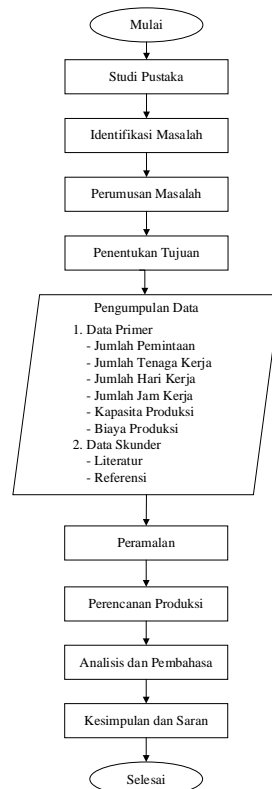 Mulai
Studi Pustaka
Identifikasi Masalah
Perumusan Masalah
Penentukan Tujuan
Pengumpulan Data
1. Data Primer
- Jumlah Pemintaan
- Jumlah Tenaga Kerja
- Jumlah Hari Kerja
- Jumlah Jam Kerja
- Kapasita Produksi
- Biaya Produksi
2. Data Skunder
- Literatur
- Referensi
Peramalan
Perencanan Produksi
Analisis dan Pembahasa
Kesimpulan dan Saran
Selesai